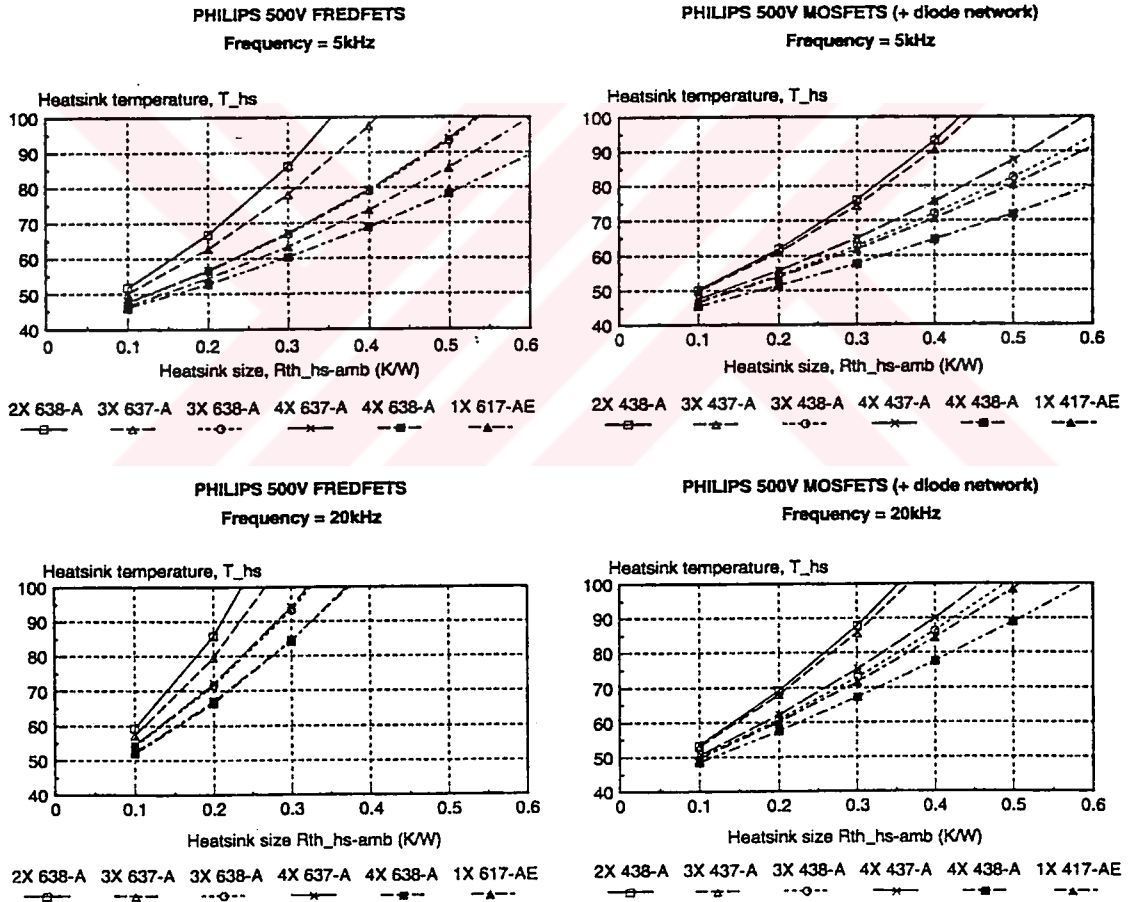 PHILIPS 500V FREDFETS
Frequency = 5kHz
Heatsink temperature, T_hs
100
90
80
70
60
50
40
0 0.1 0.2 0.3 0.4 0.5 0.6
Heatsink size, Rth_hs-amb (K/W)
2X 638-A 3X 637-A 3X 638-A 4X 637-A 4X 638-A 1X 617-AE
PHILIPS 500V MOSFETS (+ diode network)
Frequency = 5kHz
Heatsink temperature, T_hs
100
90
80
70
60
50
40
0 0.1 0.2 0.3 0.4 0.5 0.6
Heatsink size, Rth_hs-amb (K/W)
2X 438-A 3X 437-A 3X 438-A 4X 437-A 4X 438-A 1X 417-AE
PHILIPS 500V FREDFETS
Frequency = 20kHz
Heatsink temperature, T_hs
100
90
80
70
60
50
40
0 0.1 0.2 0.3 0.4 0.5 0.6
Heatsink size Rth_hs-amb (K/W)
2X 638-A 3X 637-A 3X 638-A 4X 637-A 4X 638-A 1X 617-AE
PHILIPS 500V MOSFETS (+ diode network)
Frequency = 20kHz
Heatsink temperature, T_hs
100
90
80
70
60
50
40
0 0.1 0.2 0.3 0.4 0.5 0.6
Heatsink size Rth_hs-amb (K/W)
2X 438-A 3X 437-A 3X 438-A 4X 437-A 4X 438-A 1X 417-AE